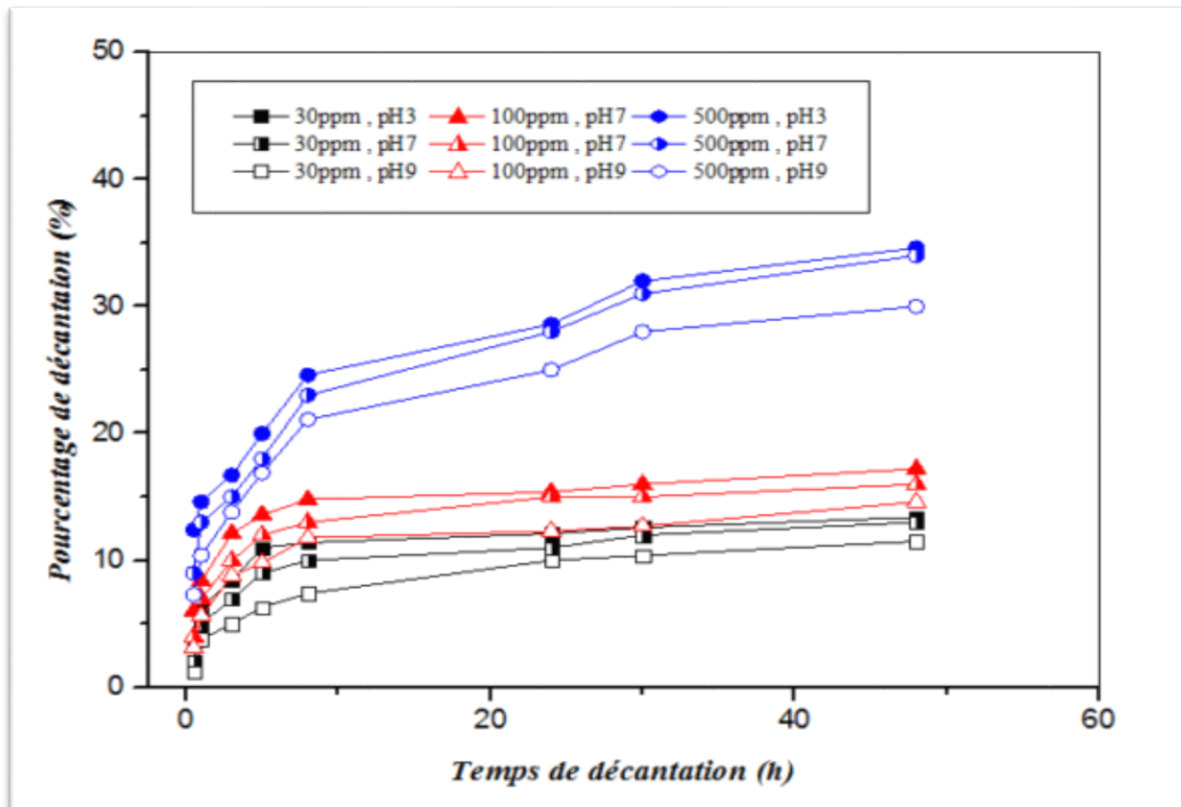 50
40
30
20
10
0
Pourcentage de décantaion (%)
30ppm , pH3 100ppm , pH7 500ppm , pH3
30ppm , pH7 100ppm , pH7 500ppm , pH7
30ppm , pH9 100ppm , pH9 500ppm , pH9
0 20 40 60
Temps de décantation (h)